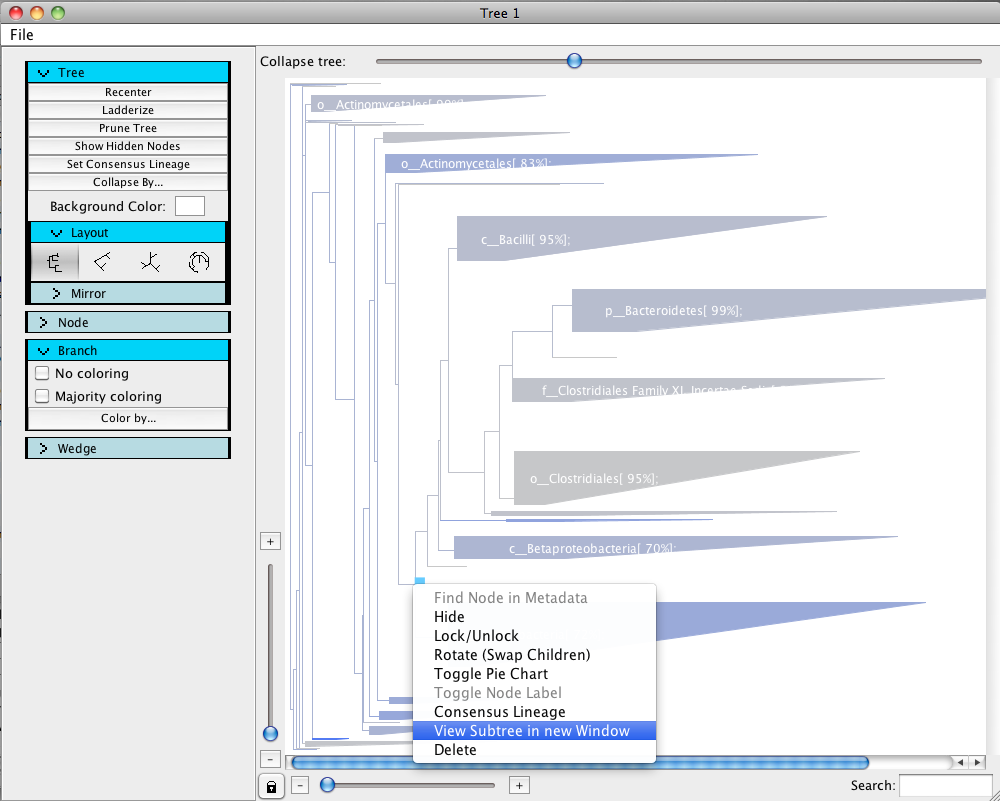 Tree 1
File
Tree
Recenter
Ladderize
Prune Tree
Show Hidden Nodes
Set Consensus Lineage
Collapse By...
Background Color:
Layout
Mirror
Node
Branch
No coloring
Majority coloring
Color by...
Wedge
Collapse tree:
o__Actinomycetales[ 99%];
o__Actinomycetales[ 83%];
c__Bacilli[ 95%];
p__Bacteroidetes[ 99%];
f__Clostridiales Family XI. Incertae
o__Clostridiales[ 95%];
c__Betaproteobacteria[ 70%];
Find Node in Metadata
Hide
Lock/Unlock
Rotate (Swap Children)
Toggle Pie Chart
Toggle Node Label
Consensus Lineage
View Subtree in new Window
Delete
+
-
-
+
Search: